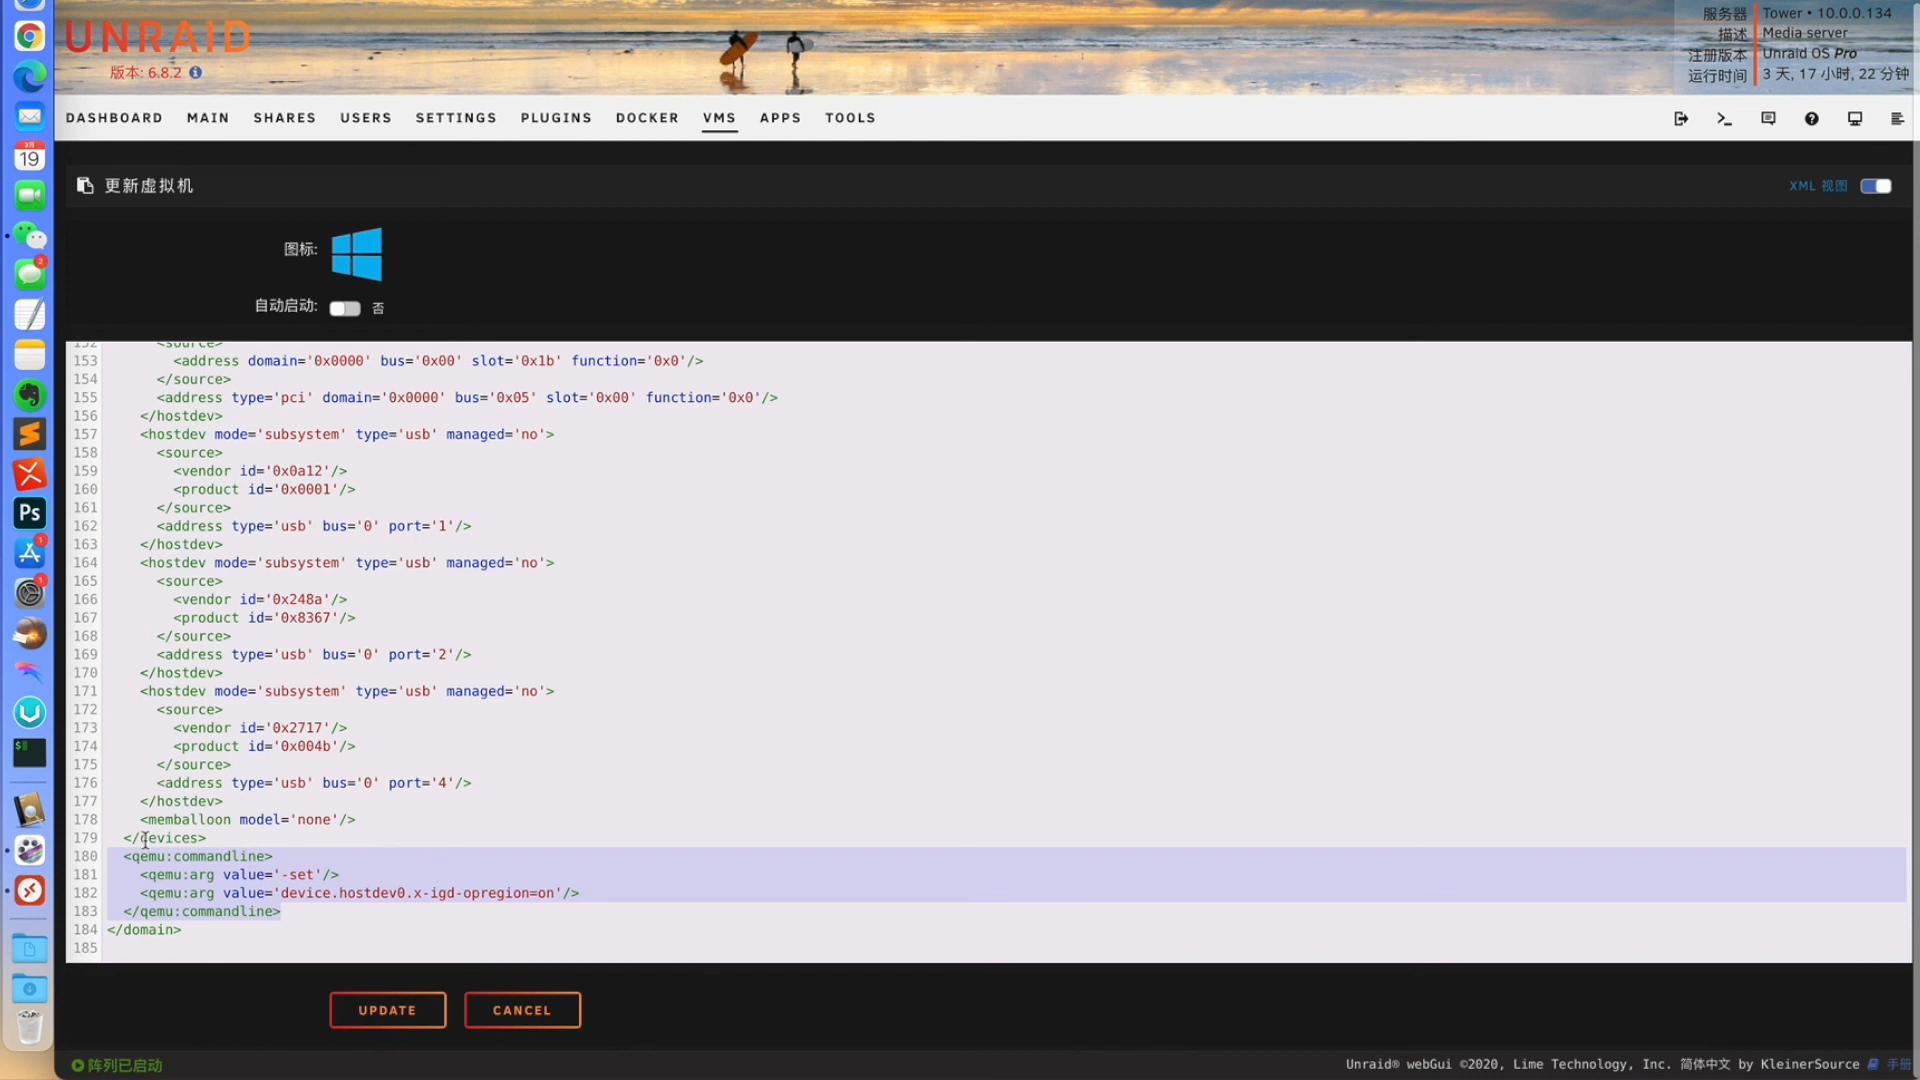 UNRAID
版本: 6.8.2
服务器 Tower • 10.0.0.134
描述 Media server
注册版本 Unraid OS Pro
运行时间 3 天, 17 小时, 22 分钟
DASHBOARD MAIN SHARES USERS SETTINGS PLUGINS DOCKER VMS APPS TOOLS
更新虚拟机
XML 视图
图标:
自动启动: 否
152 <source>
153 <address domain='0x0000' bus='0x00' slot='0x1b' function='0x0'/>
154 </source>
155 <address type='pci' domain='0x0000' bus='0x05' slot='0x00' function='0x0'/>
156 </hostdev>
157 <hostdev mode='subsystem' type='usb' managed='no'>
158 <source>
159 <vendor id='0x0a12'/>
160 <product id='0x0001'/>
161 </source>
162 <address type='usb' bus='0' port='1'/>
163 </hostdev>
164 <hostdev mode='subsystem' type='usb' managed='no'>
165 <source>
166 <vendor id='0x248a'/>
167 <product id='0x8367'/>
168 </source>
169 <address type='usb' bus='0' port='2'/>
170 </hostdev>
171 <hostdev mode='subsystem' type='usb' managed='no'>
172 <source>
173 <vendor id='0x2717'/>
174 <product id='0x004b'/>
175 </source>
176 <address type='usb' bus='0' port='4'/>
177 </hostdev>
178 <memballoon model='none'/>
179 </devices>
180 <qemu:commandline>
181 <qemu:arg value='-set'/>
182 <qemu:arg value='device.hostdev0.x-igd-opregion=on'/>
183 </qemu:commandline>
184 </domain>
185
UPDATE CANCEL
阵列已启动
Unraid® webGui ©2020, Lime Technology, Inc. 简体中文 by KleinerSource 手册
3月
19
2
Ps
1
1
$